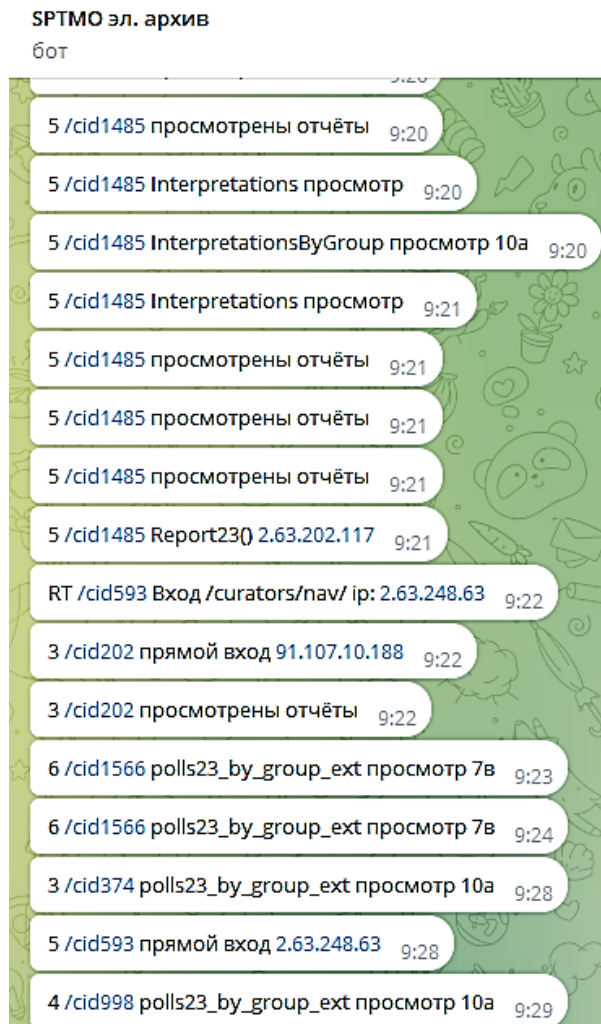 SPTMO эл. архив
бот
5 /cid1485 просмотрены отчёты 9:20
5 /cid1485 Interpretations просмотр 9:20
5 /cid1485 InterpretationsByGroup просмотр 10а 9:20
5 /cid1485 Interpretations просмотр 9:21
5 /cid1485 просмотрены отчёты 9:21
5 /cid1485 просмотрены отчёты 9:21
5 /cid1485 просмотрены отчёты 9:21
5 /cid1485 Report23() 2.63.202.117 9:21
RT /cid593 Вход /curators/nav/ ip: 2.63.248.63 9:22
3 /cid202 прямой вход 91.107.10.188 9:22
3 /cid202 просмотрены отчёты 9:22
6 /cid1566 polls23_by_group_ext просмотр 7в 9:23
6 /cid1566 polls23_by_group_ext просмотр 7в 9:24
3 /cid374 polls23_by_group_ext просмотр 10а 9:28
5 /cid593 прямой вход 2.63.248.63 9:28
4 /cid998 polls23_by_group_ext просмотр 10а 9:29